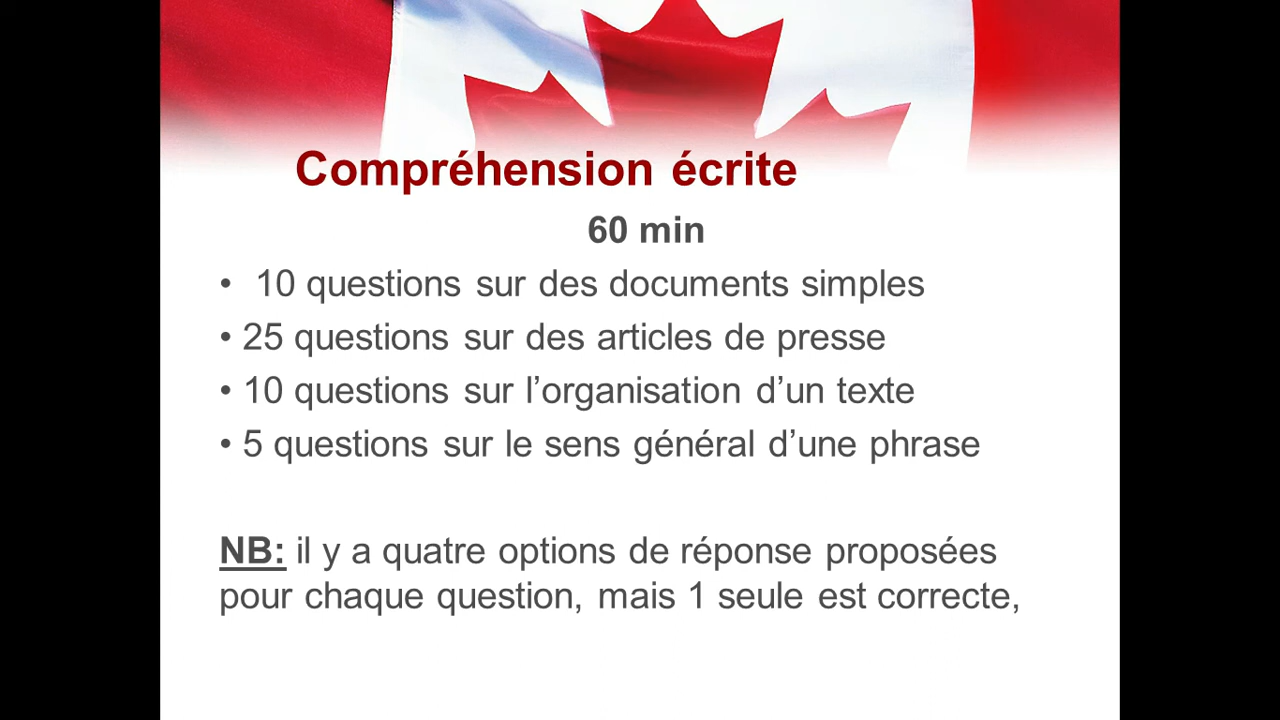 Compréhension écrite
60 min
• 10 questions sur des documents simples
• 25 questions sur des articles de presse
• 10 questions sur l’organisation d’un texte
• 5 questions sur le sens général d’une phrase
NB: il y a quatre options de réponse proposées
pour chaque question, mais 1 seule est correcte,